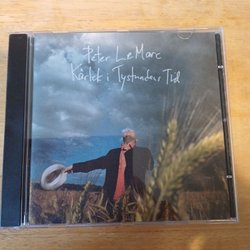 Peter LeMarc
Kärlek i Tystnadens Tid